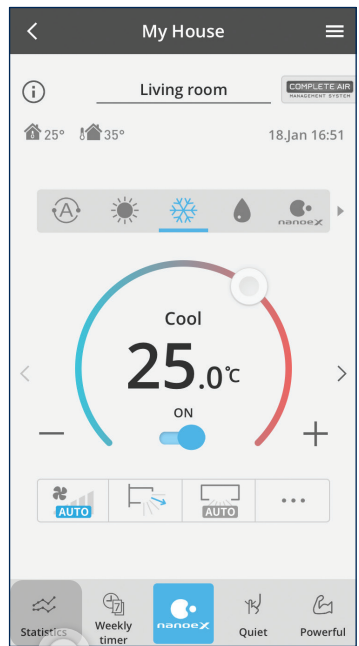 My House
Living room
COMPLETE AIR
MANAGEMENT SYSTEM
25° 35° 18.Jan 16:51
A
nanoeX
Cool
25.0°C
ON
AUTO
AUTO
7
Statistics
Weekly
timer
nanoeX
Quiet
Powerful